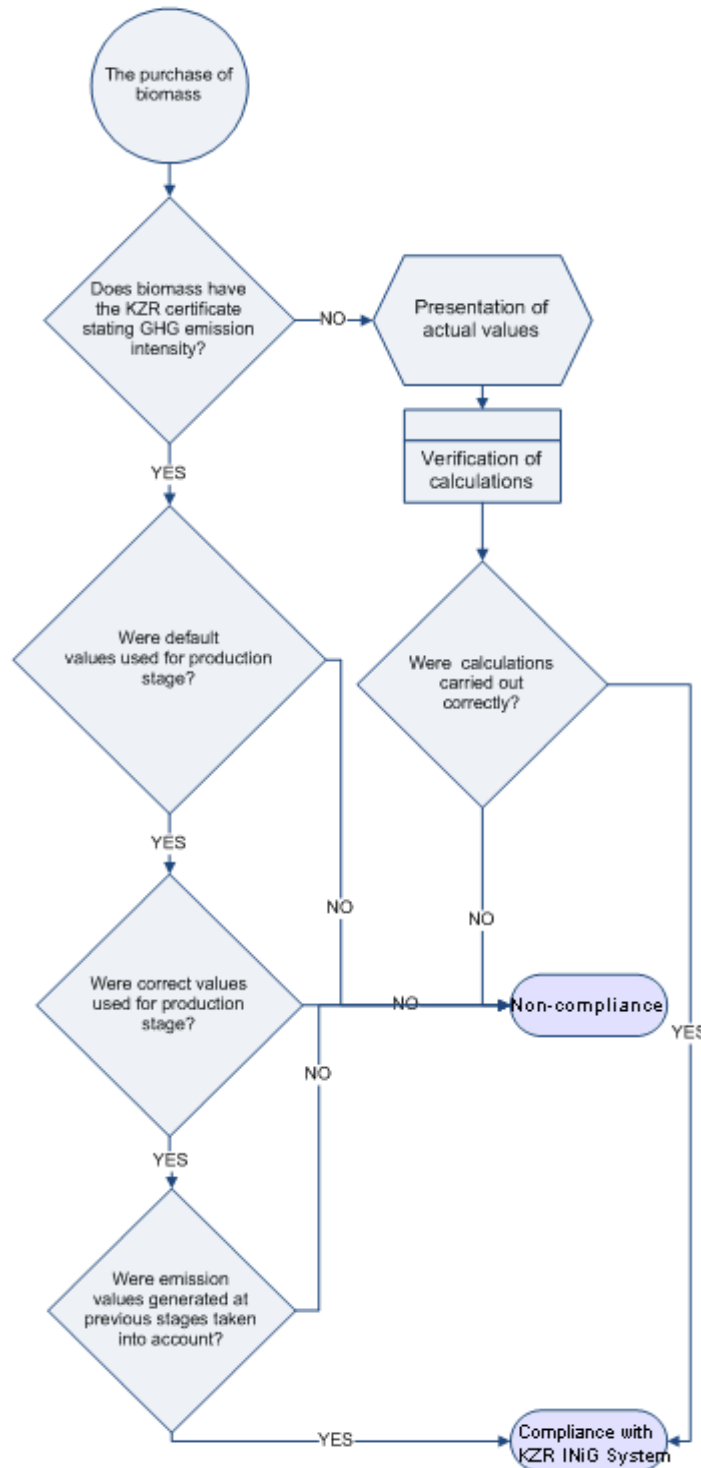 The purchase of
biomass
Does biomass have
the KZR certificate
stating GHG emission
intensity?
NO
Presentation of
actual values
Verification of
calculations
YES
Were default
values used for production
stage?
Were calculations
carried out
correctly?
YES
NO
NO
Were correct values
used for production
stage?
NO
Non-compliance
YES
NO
YES
Were emission
values generated at
previous stages taken
into account?
YES
Compliance with
KZR INiG System